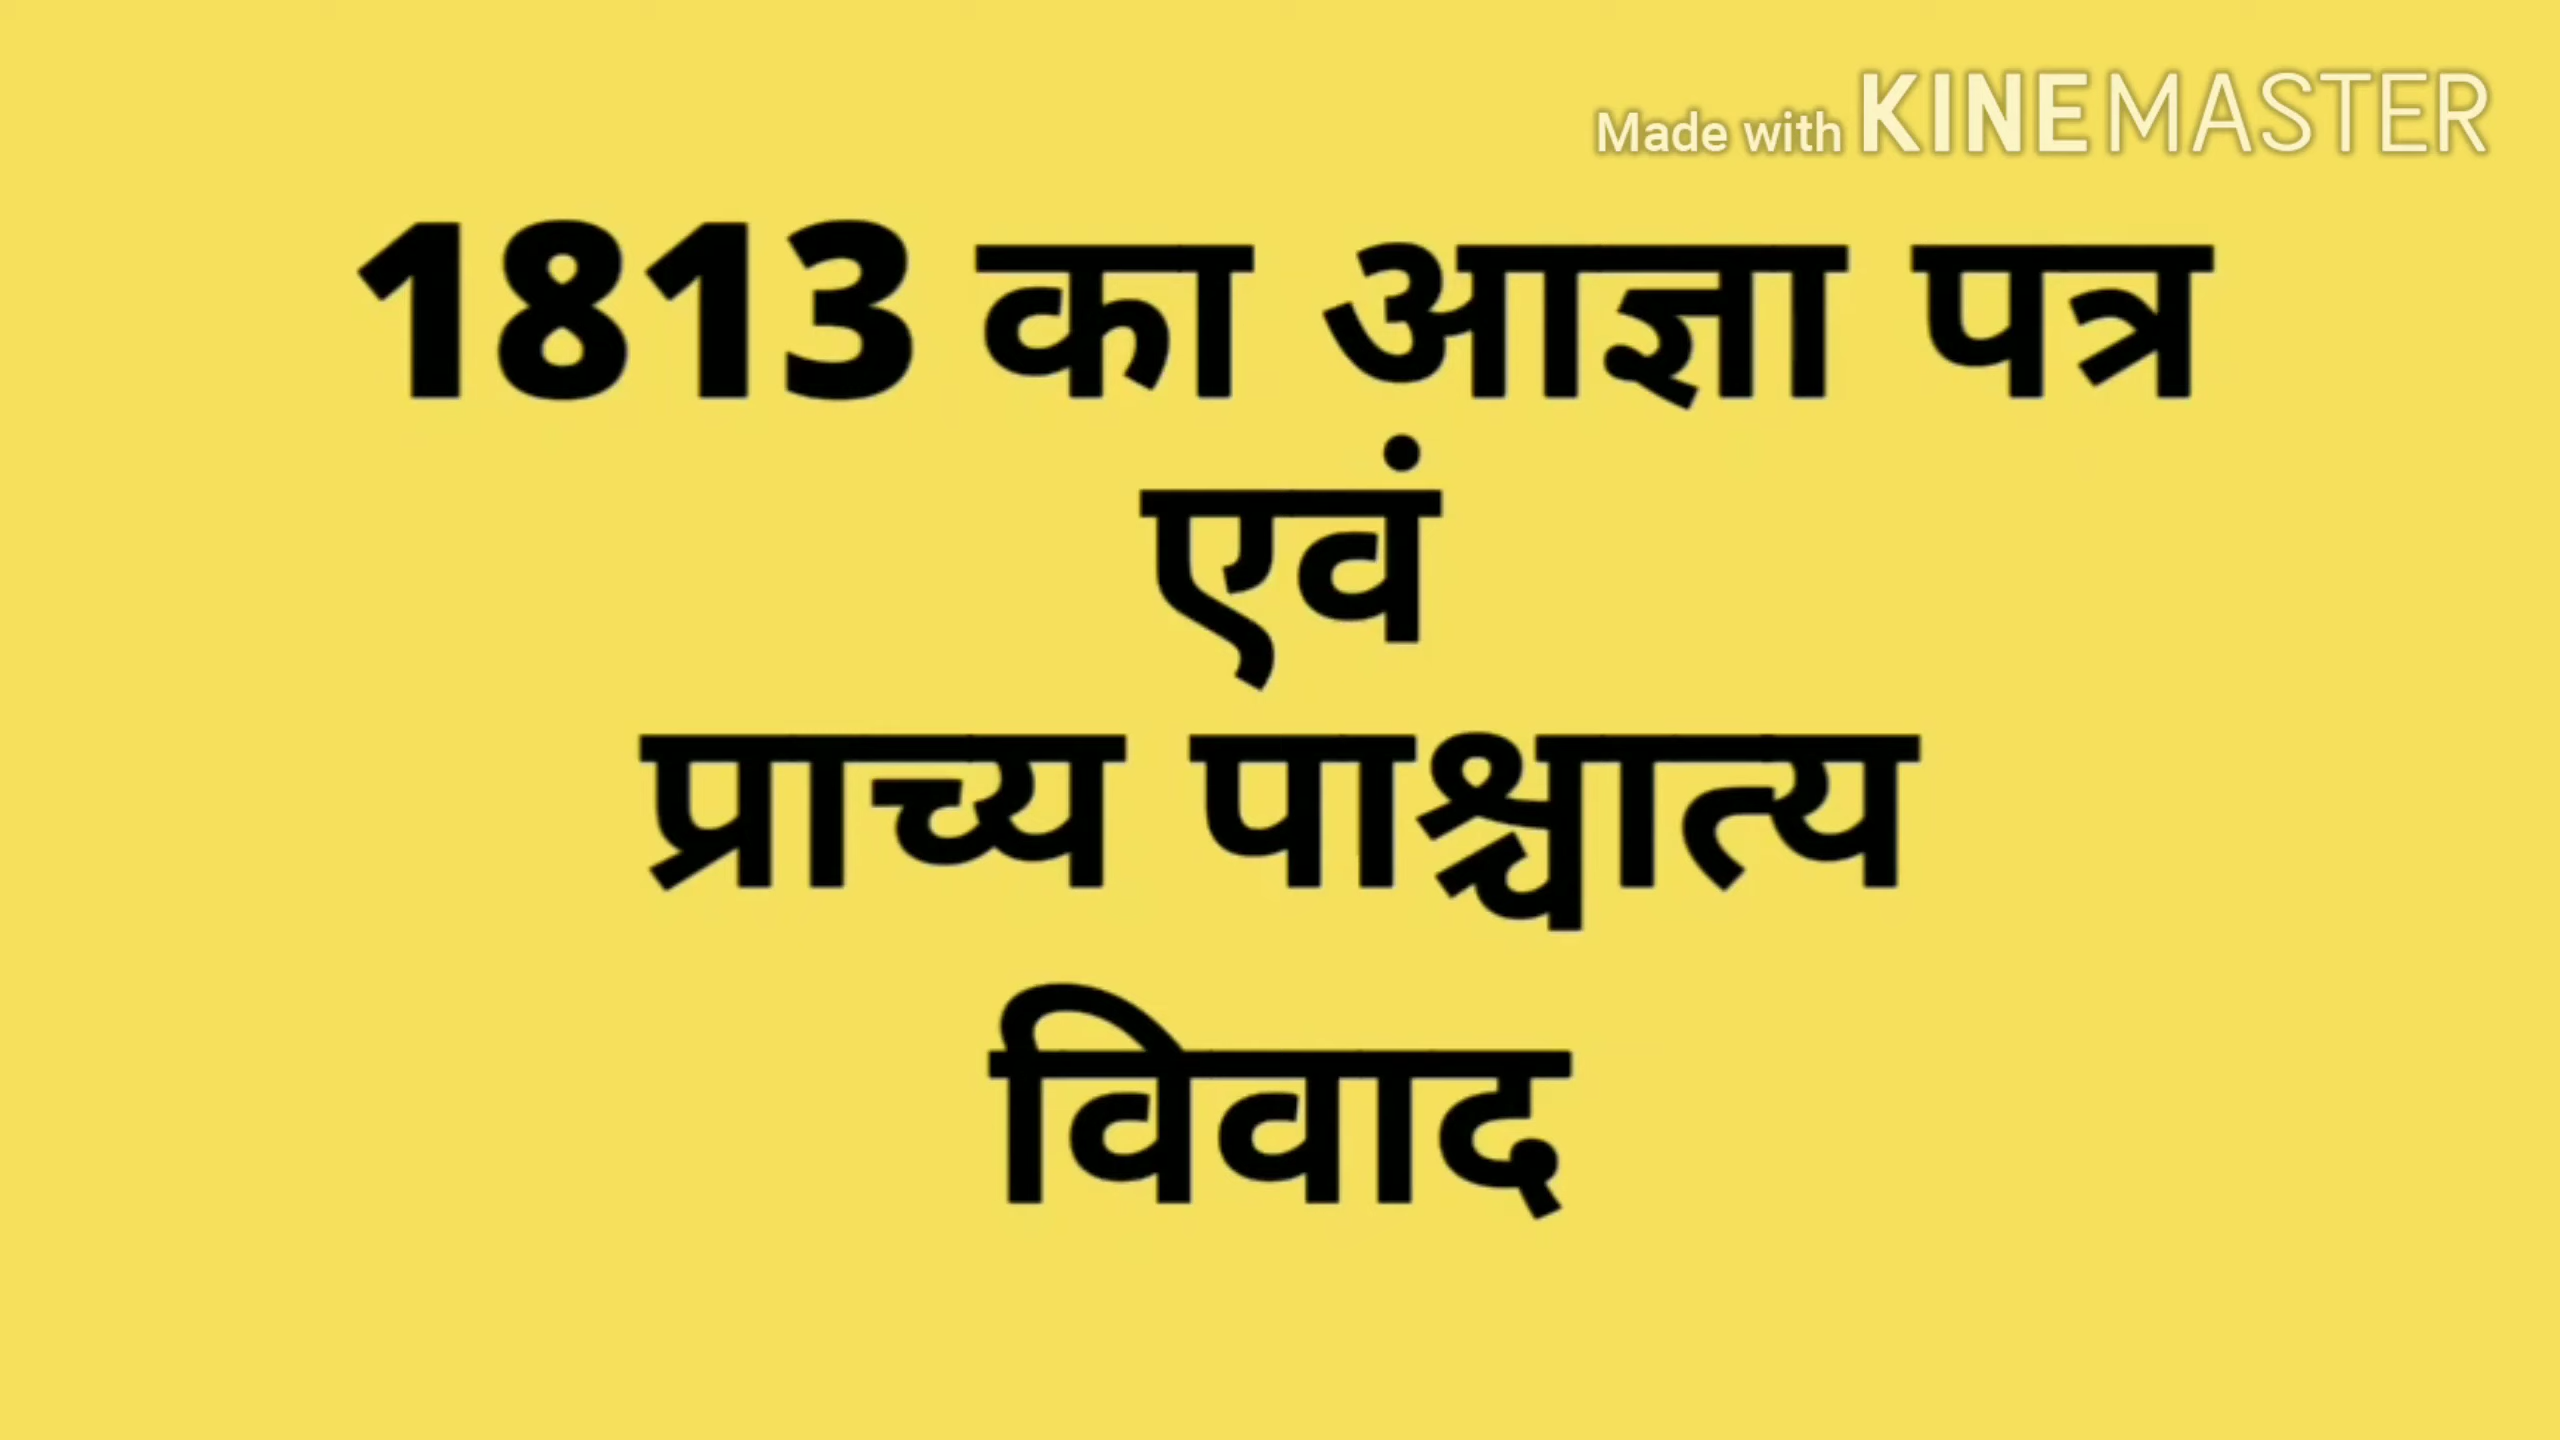 Made with KINEMASTER
1813 का आज्ञा पत्र
एवं
प्राच्य पाश्चात्य
विवाद